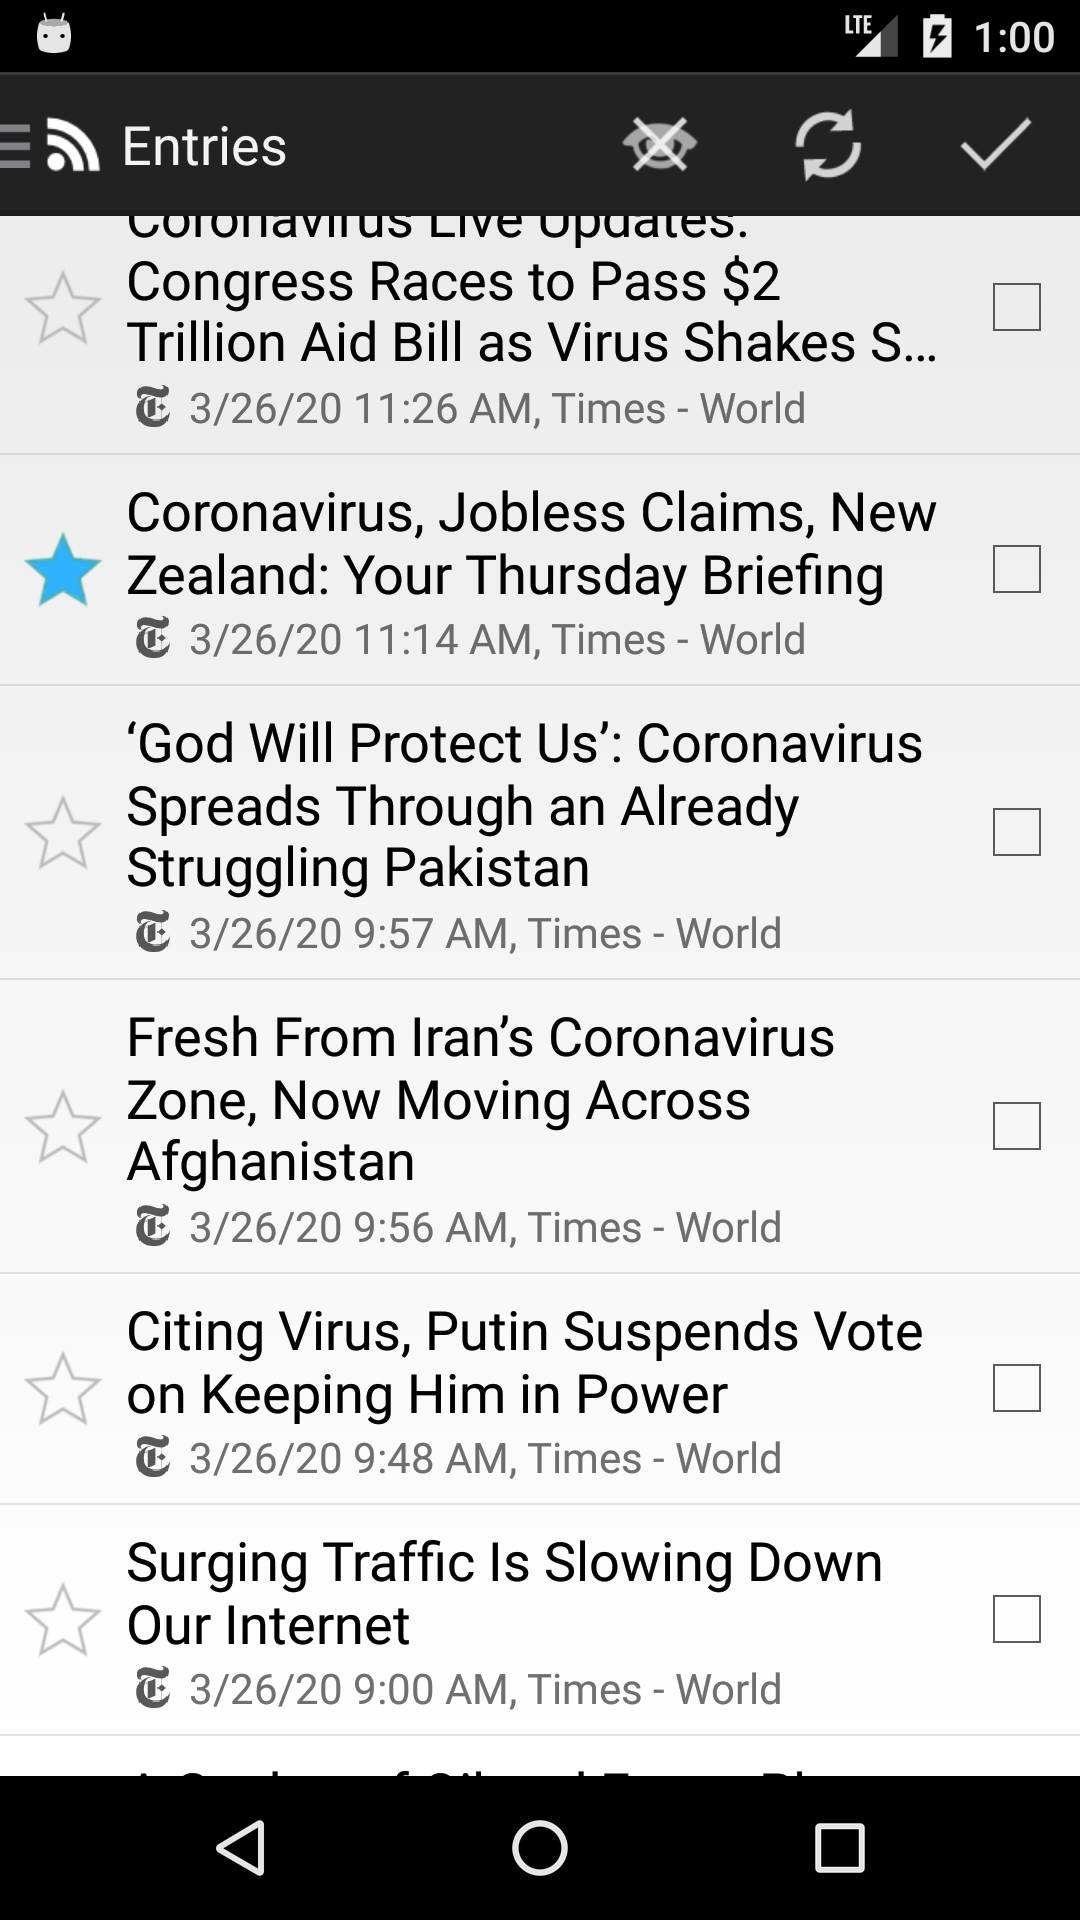 LTE 1:00
Entries
Coronavirus Live Updates:
Congress Races to Pass $2
Trillion Aid Bill as Virus Shakes S…
3/26/20 11:26 AM, Times - World
Coronavirus, Jobless Claims, New
Zealand: Your Thursday Briefing
3/26/20 11:14 AM, Times - World
‘God Will Protect Us’: Coronavirus
Spreads Through an Already
Struggling Pakistan
3/26/20 9:57 AM, Times - World
Fresh From Iran’s Coronavirus
Zone, Now Moving Across
Afghanistan
3/26/20 9:56 AM, Times - World
Citing Virus, Putin Suspends Vote
on Keeping Him in Power
3/26/20 9:48 AM, Times - World
Surging Traffic Is Slowing Down
Our Internet
3/26/20 9:00 AM, Times - World